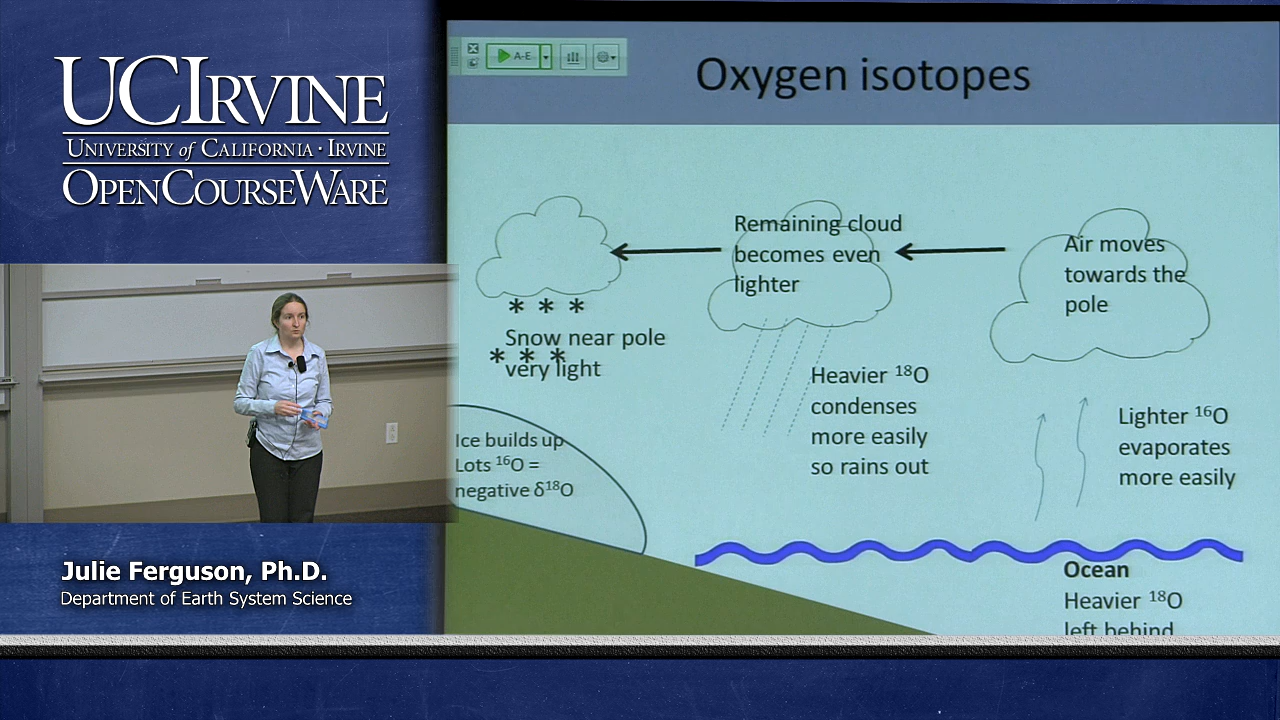 UCIRVINE
UNIVERSITY of CALIFORNIA · IRVINE
OPENCOURSEWARE
A-E
Oxygen isotopes
Remaining cloud
becomes even
lighter
Air moves
towards the
pole
* * *
Snow near pole
* * *
very light
Heavier ¹⁸O
condenses
more easily
so rains out
Lighter ¹⁶O
evaporates
more easily
Ice builds up
Lots ¹⁶O =
negative δ¹⁸O
Ocean
Heavier ¹⁸O
left behind
Julie Ferguson, Ph.D.
Department of Earth System Science